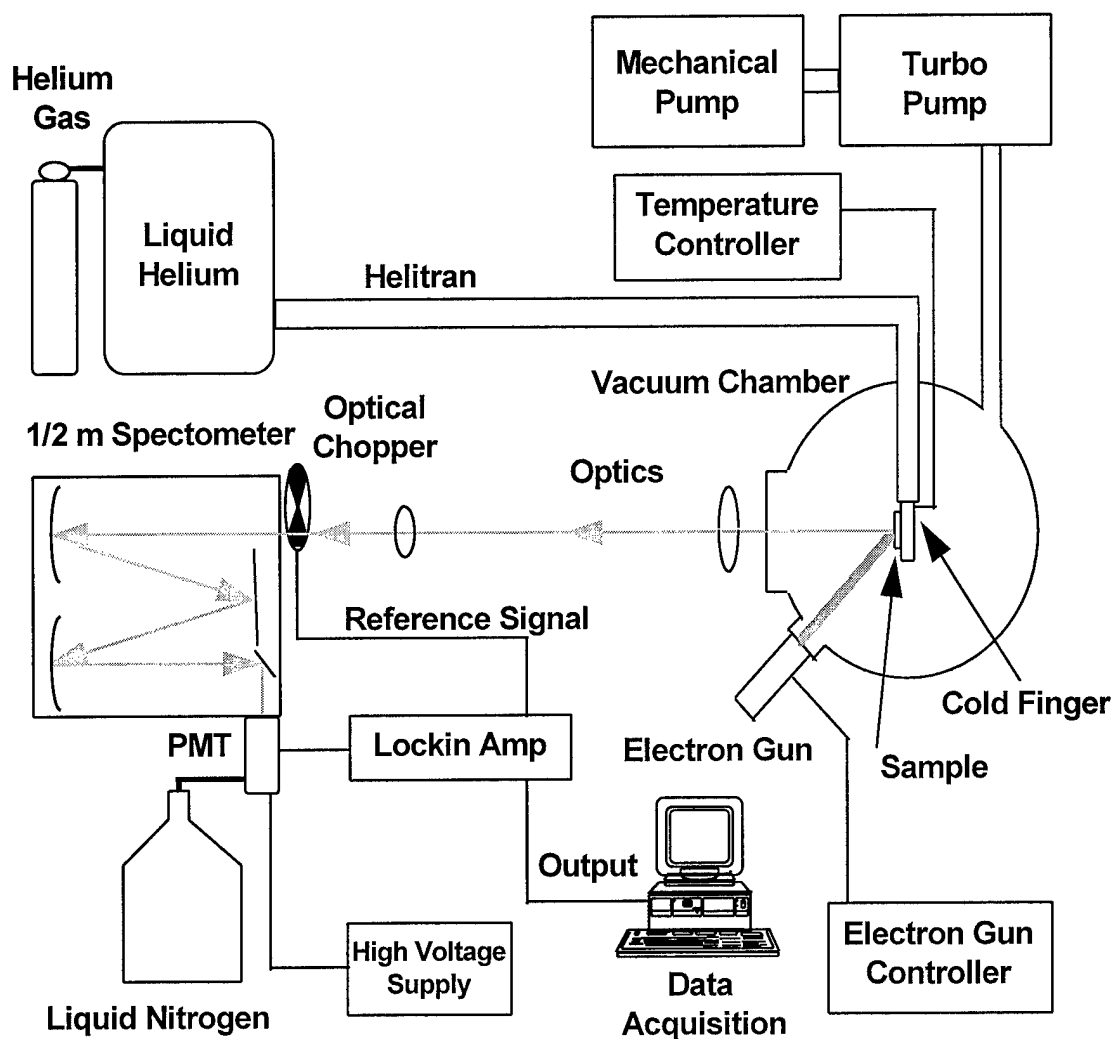 Mechanical
Pump
Turbo
Pump
Helium
Gas
Liquid
Helium
Temperature
Controller
Helitran
Vacuum Chamber
Optical
Chopper
1/2 m Spectometer
Optics
Reference Signal
Cold Finger
PMT
Lockin Amp
Electron Gun
Sample
Output
High Voltage
Supply
Electron Gun
Controller
Liquid Nitrogen
Data
Acquisition